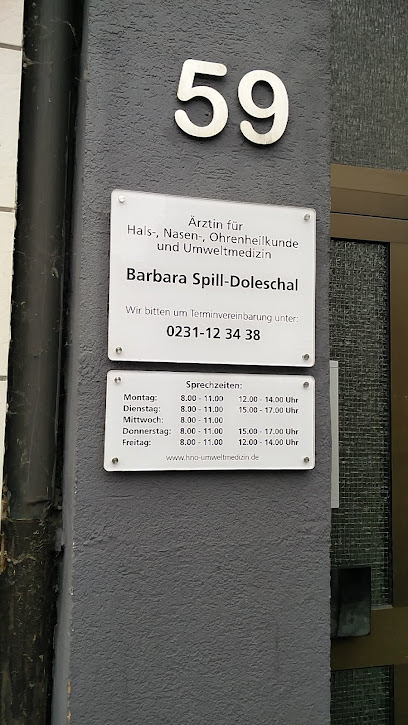 59
Ärztin für
Hals-, Nasen-, Ohrenheilkunde
und Umweltmedizin
Barbara Spill-Doleschal
Wir bitten um Terminvereinbarung unter:
0231-12 34 38
Sprechzeiten:
Montag: 8.00 - 11.00 12.00 - 14.00 Uhr
Dienstag: 8.00 - 11.00 15.00 - 17.00 Uhr
Mittwoch: 8.00 - 11.00
Donnerstag: 8.00 - 11.00 15.00 - 17.00 Uhr
Freitag: 8.00 - 11.00 12.00 - 14.00 Uhr
www.hno-umweltmedizin.de